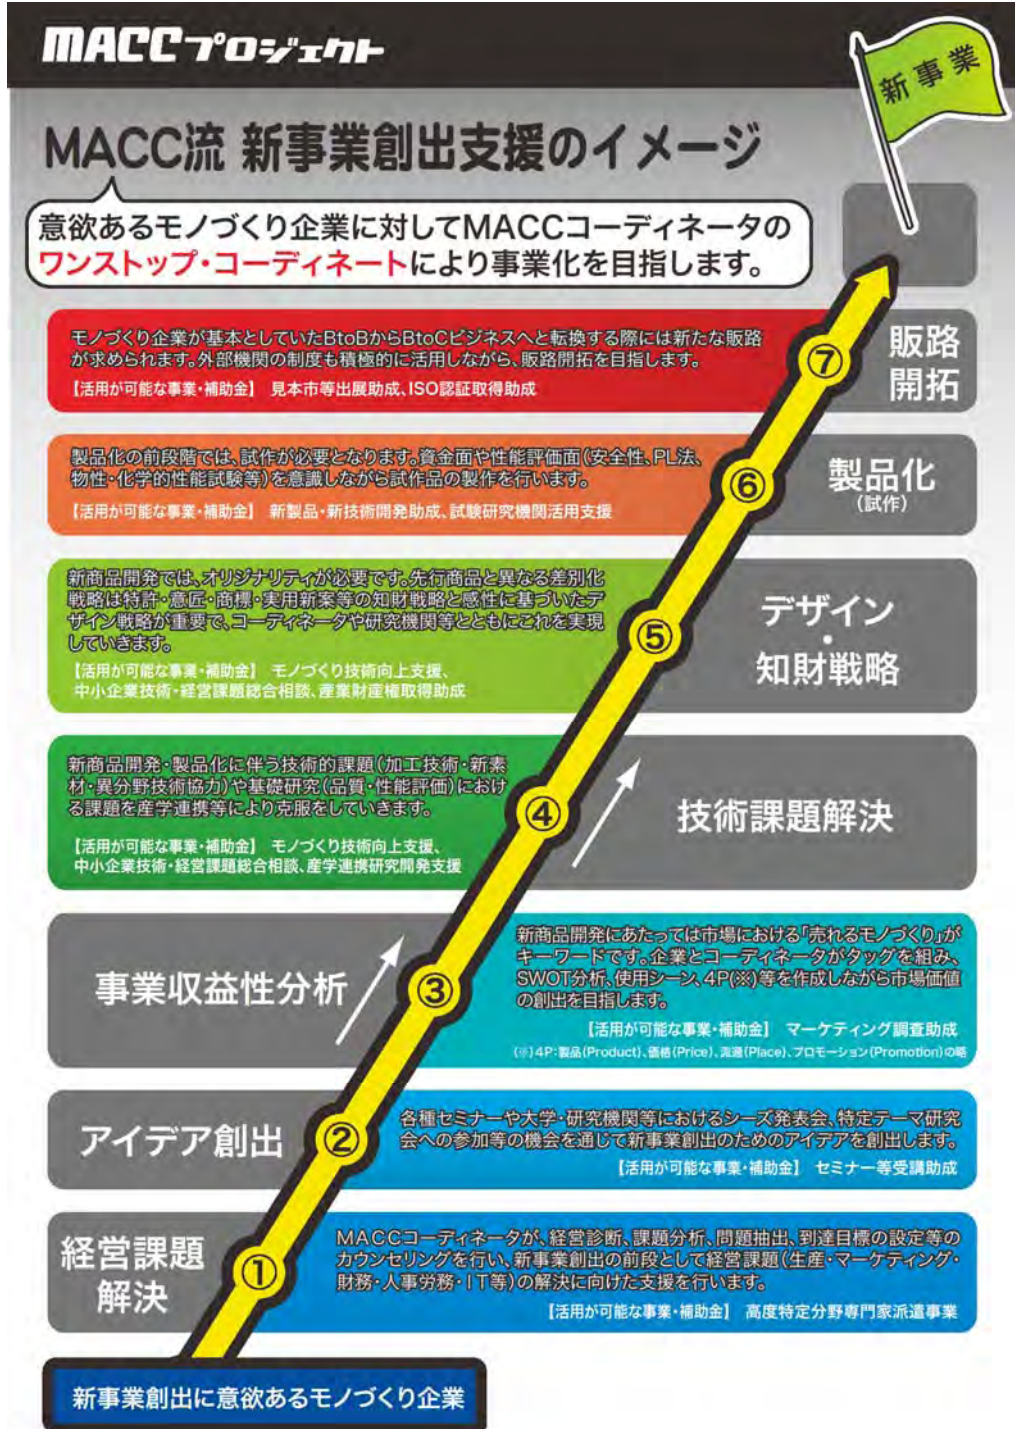 MACCプロジェクト
新事業
MACC流 新事業創出支援のイメージ
意欲あるモノづくり企業に対してMACCコーディネータの
ワンストップ・コーディネートにより事業化を目指します。
モノづくり企業が基本としていたBtoBからBtoCビジネスへと転換する際には新たな販路
が求められます。外部機関の制度も積極的に活用しながら、販路開拓を目指します。
【活用が可能な事業・補助金】 見本市等出展助成、ISO認証取得助成
⑦
販路
開拓
製品化の前段階では、試作が必要となります。資金面や性能評価面(安全性、PL法、
物性・化学的性能試験等)を意識しながら試作品の製作を行います。
【活用が可能な事業・補助金】 新製品・新技術開発助成、試験研究機関活用支援
⑥
製品化
(試作)
新商品開発では、オリジナリティが必要です。先行商品と異なる差別化
戦略は特許・意匠・商標・実用新案等の知財戦略と感性に基づいたデ
ザイン戦略が重要で、コーディネータや研究機関等とともにこれを実現
していきます。
【活用が可能な事業・補助金】 モノづくり技術向上支援、
中小企業技術・経営課題総合相談、産業財産権取得助成
⑤
デザイン
・
知財戦略
新商品開発・製品化に伴う技術的課題(加工技術・新素
材・異分野技術協力)や基礎研究(品質・性能評価)におけ
る課題を産学連携等により克服をしていきます。
【活用が可能な事業・補助金】 モノづくり技術向上支援、
中小企業技術・経営課題総合相談、産学連携研究開発支援
④
技術課題解決
事業収益性分析
③
新商品開発にあたっては市場における「売れるモノづくり」が
キーワードです。企業とコーディネータがタッグを組み、
SWOT分析、使用シーン、4P(※)等を作成しながら市場価値
の創出を目指します。
【活用が可能な事業・補助金】 マーケティング調査助成
(※)4P:製品(Product)、価格(Price)、流通(Place)、プロモーション(Promotion)の略
アイデア創出
②
各種セミナーや大学・研究機関等におけるシーズ発表会、特定テーマ研究
会への参加等の機会を通じて新事業創出のためのアイデアを創出します。
【活用が可能な事業・補助金】 セミナー等受講助成
経営課題
解決
①
MACCコーディネータが、経営診断、課題分析、問題抽出、到達目標の設定等の
カウンセリングを行い、新事業創出の前段として経営課題(生産・マーケティング・
財務・人事労務・IT等)の解決に向けた支援を行います。
【活用が可能な事業・補助金】 高度特定分野専門家派遣事業
新事業創出に意欲あるモノづくり企業